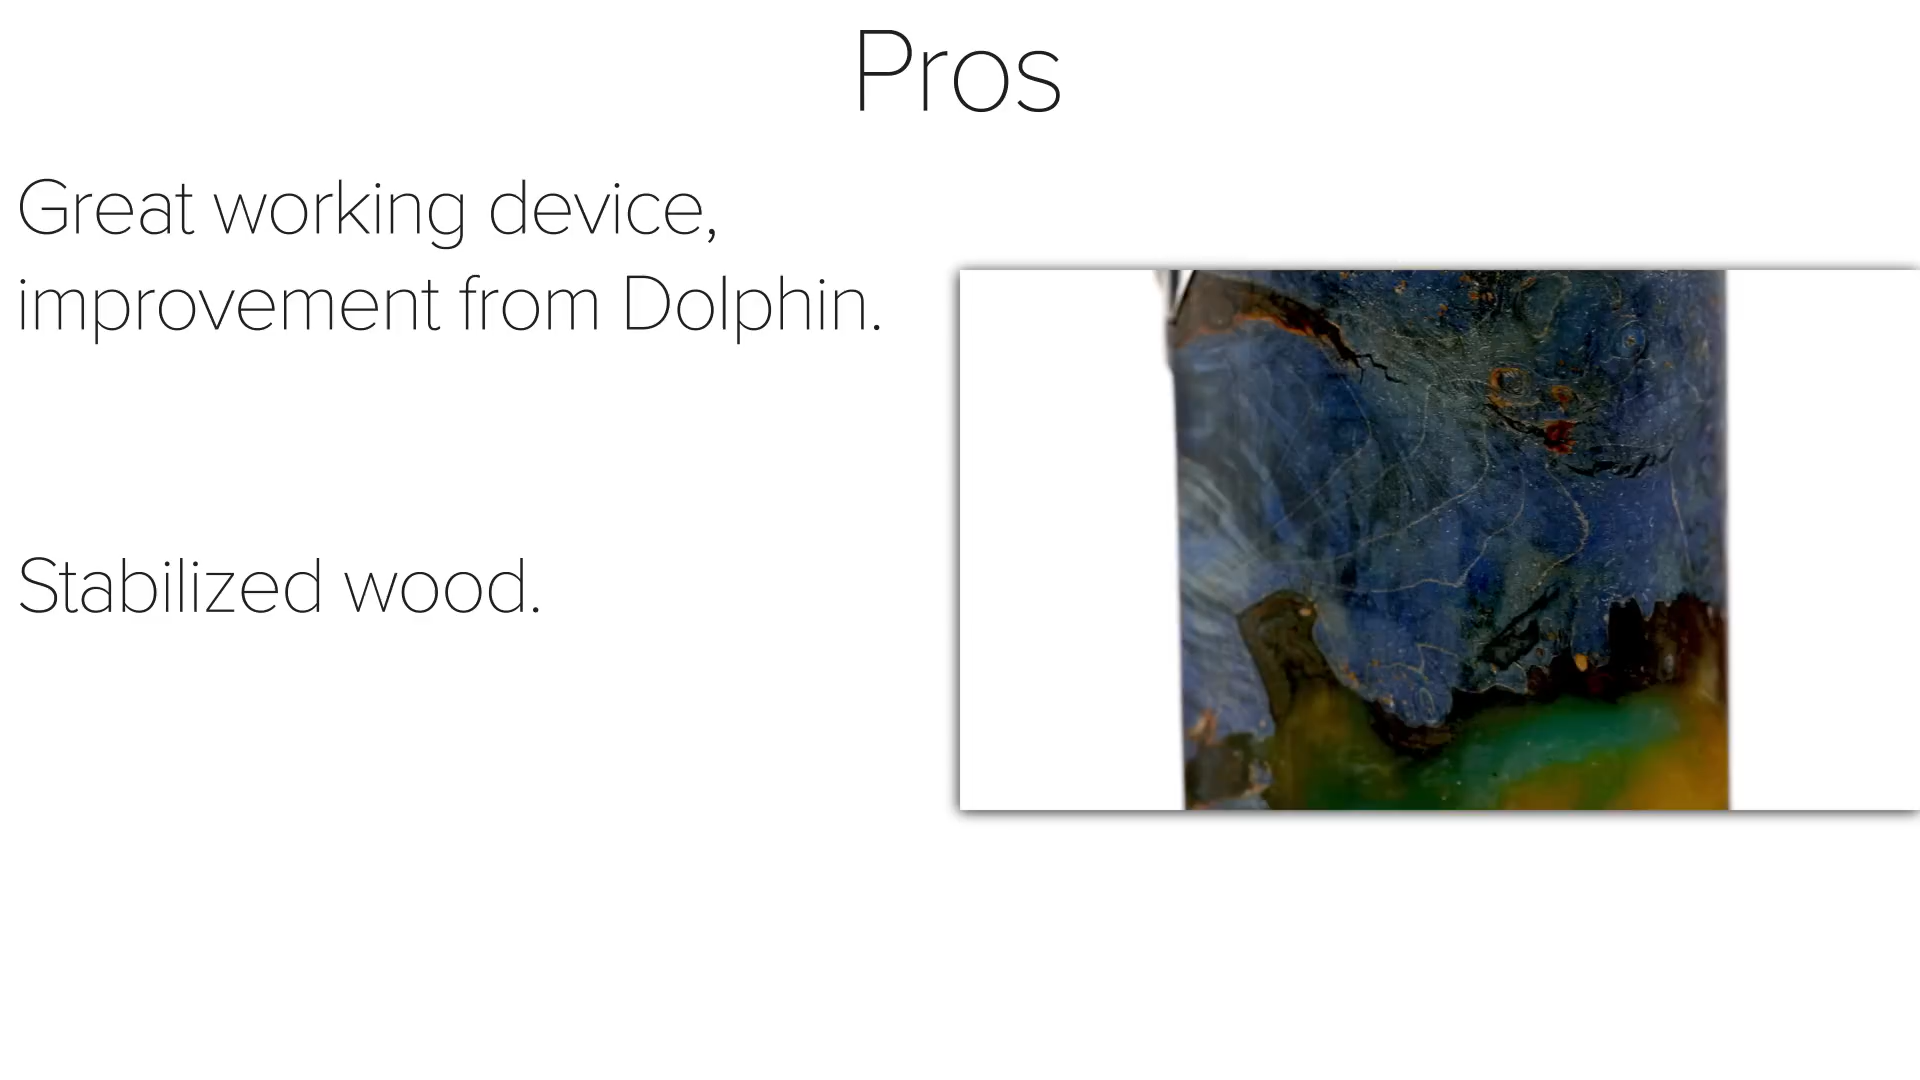 Pros
Great working device,
improvement from Dolphin.
Stabilized wood.